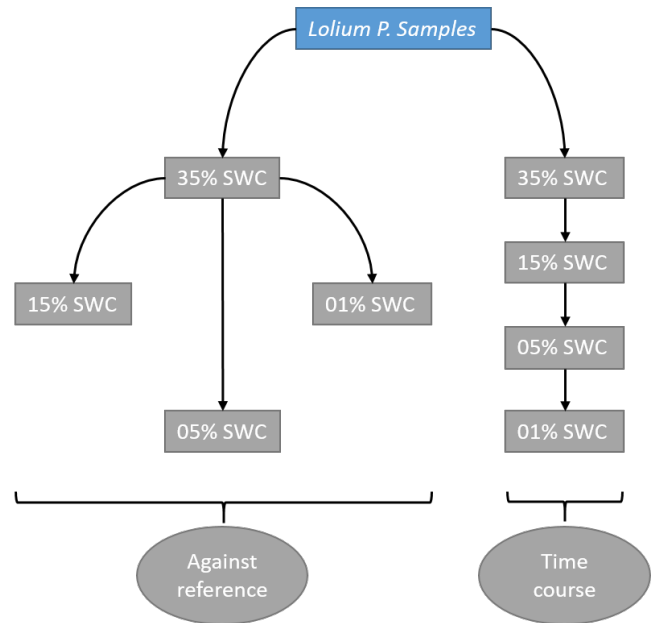 Lolium P. Samples
35% SWC
35% SWC
15% SWC
15% SWC
01% SWC
05% SWC
05% SWC
01% SWC
Against
reference
Time
course